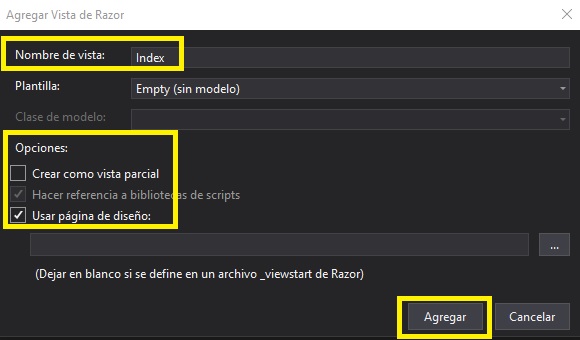 Agregar Vista de Razor
Nombre de vista: Index
Plantilla: Empty (sin modelo)
Clase de modelo:
Opciones:
Crear como vista parcial
Hacer referencia a bibliotecas de scripts
Usar página de diseño:
...
(Dejar en blanco si se define en un archivo _viewstart de Razor)
Agregar Cancelar